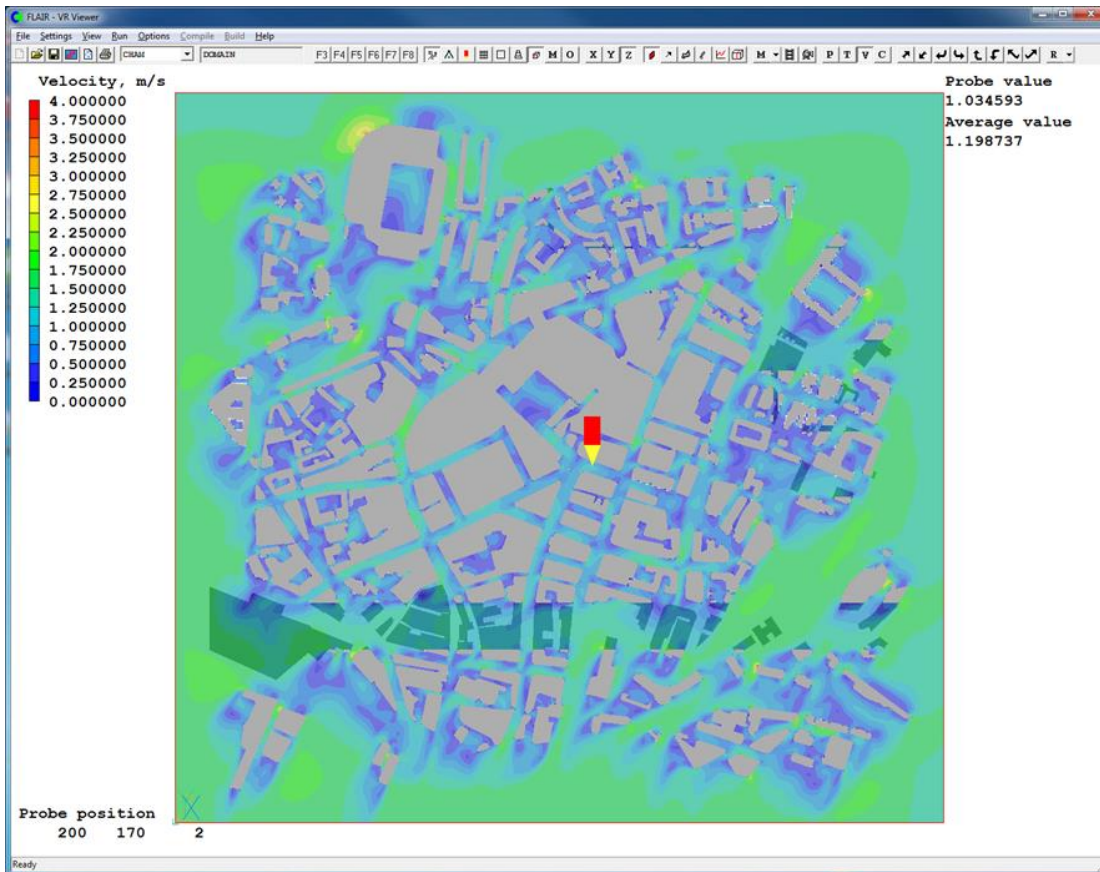 FLAIR - VR Viewer
File Settings View Run Options Compile Build Help
CHAM DOMAIN F3 F4 F5 F6 F7 F8 M O X Y Z M P T V C R
Velocity, m/s
4.000000
3.750000
3.500000
3.250000
3.000000
2.750000
2.500000
2.250000
2.000000
1.750000
1.500000
1.250000
1.000000
0.750000
0.500000
0.250000
0.000000
Probe value
1.034593
Average value
1.198737
Probe position
200 170 2
Ready